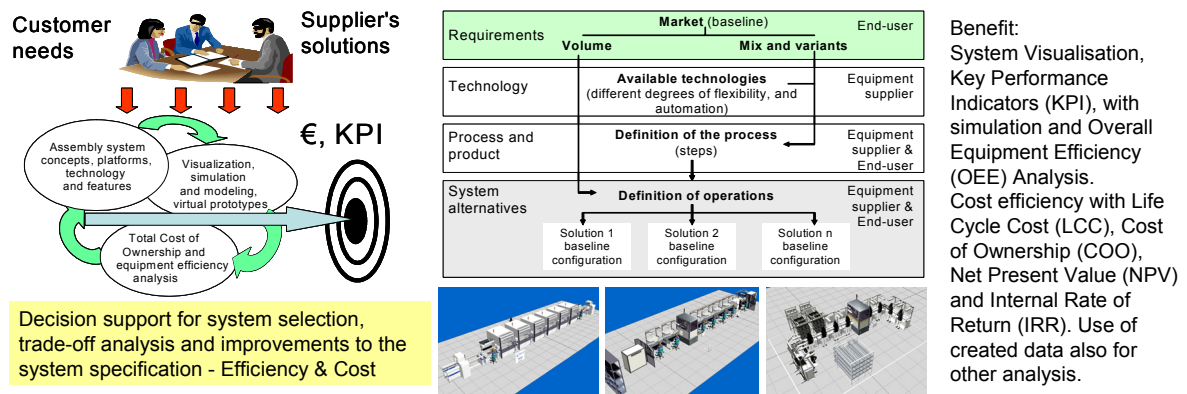 Customer
needs
Supplier's
solutions
Assembly system
concepts, platforms,
technology
and features
Visualization,
simulation
and modeling,
virtual prototypes
Total Cost of
Ownership and
equipment efficiency
analysis
€, KPI
Decision support for system selection,
trade-off analysis and improvements to the
system specification - Efficiency & Cost
Requirements
Market (baseline)
End-user
Volume
Mix and variants
Technology
Available technologies
(different degrees of flexibility, and
automation)
Equipment
supplier
Process and
product
Definition of the process
(steps)
Equipment
supplier &
End-user
System
alternatives
Definition of operations
Equipment
supplier &
End-user
Solution 1
baseline
configuration
Solution 2
baseline
configuration
Solution n
baseline
configuration
Benefit:
System Visualisation,
Key Performance
Indicators (KPI), with
simulation and Overall
Equipment Efficiency
(OEE) Analysis.
Cost efficiency with Life
Cycle Cost (LCC), Cost
of Ownership (COO),
Net Present Value (NPV)
and Internal Rate of
Return (IRR). Use of
created data also for
other analysis.